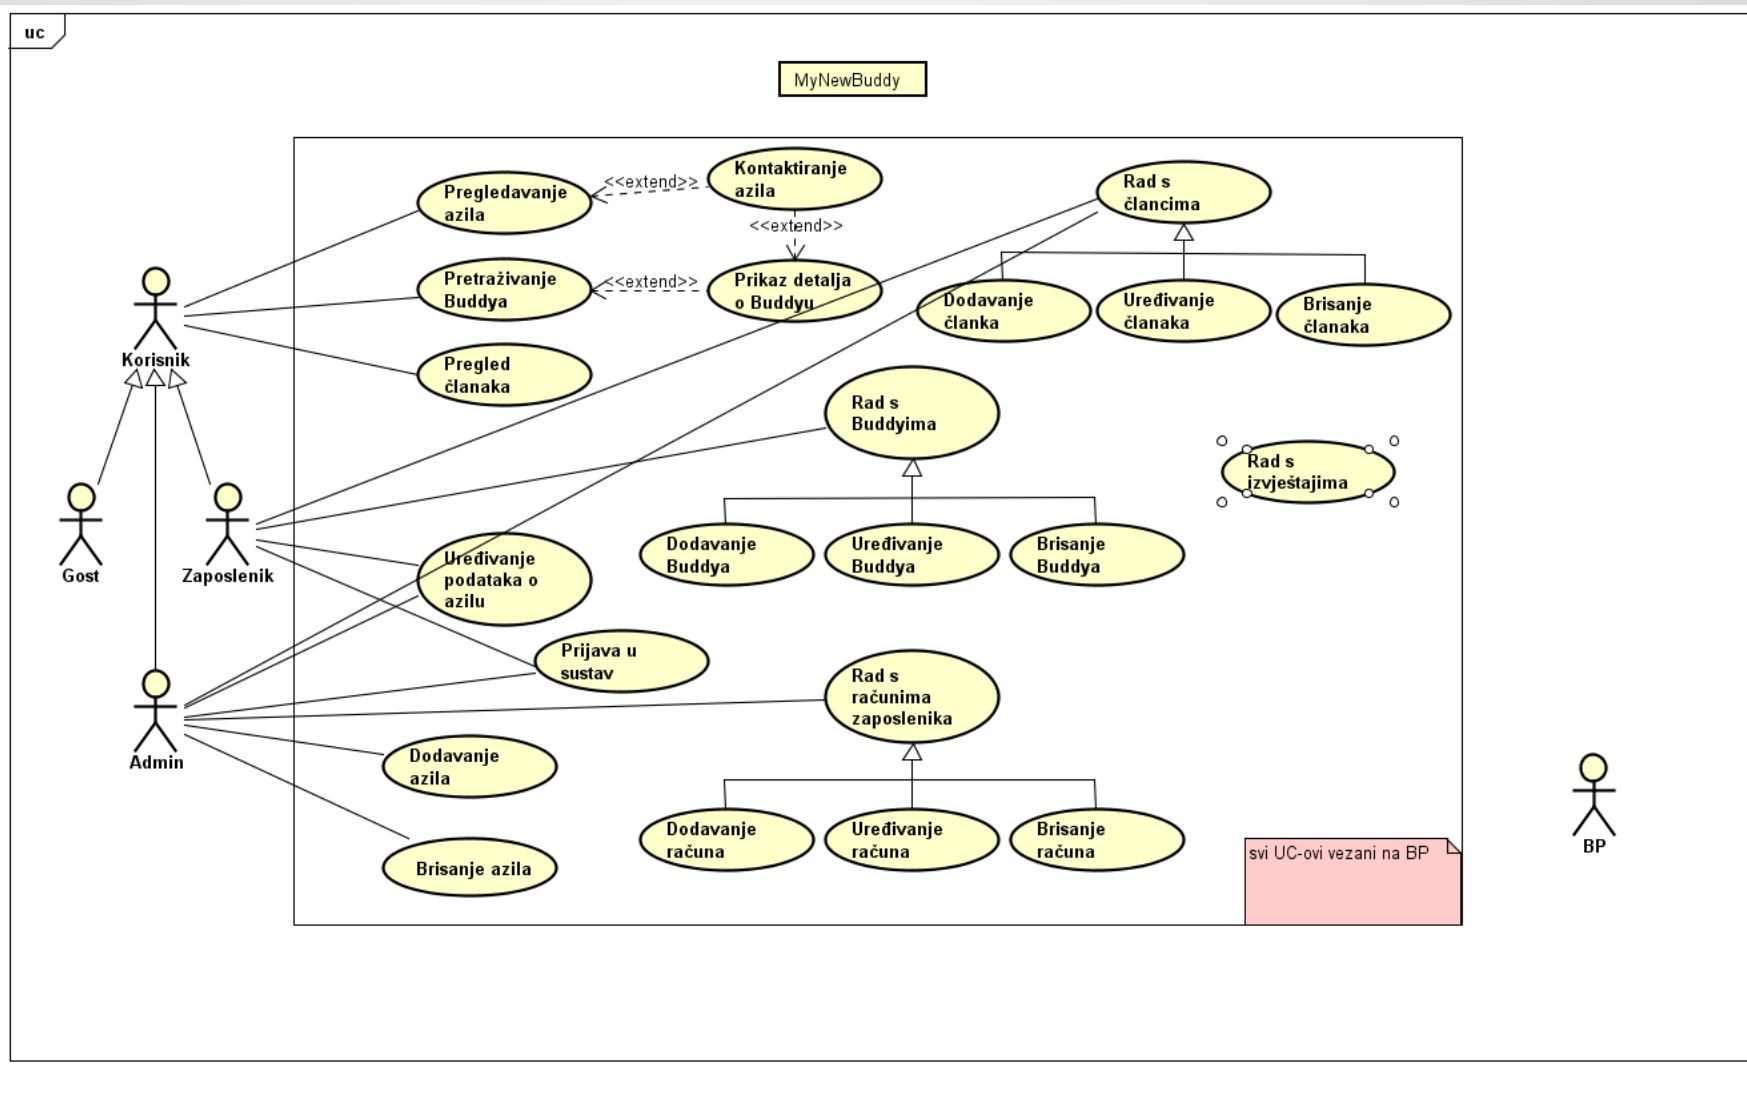 uc
MyNewBuddy
Pregledavanje
azila
<<extend>>
Kontaktiranje
azila
<<extend>>
Rad s
člancima
Pretraživanje
Buddya
<<extend>>
Prikaz detalja
o Buddyu
Dodavanje
članka
Uređivanje
članaka
Brisanje
članaka
Korisnik
Pregled
članaka
Rad s
Buddyima
Rad s
izvještajima
Gost
Zaposlenik
Uređivanje
podataka o
azilu
Dodavanje
Buddya
Uređivanje
Buddya
Brisanje
Buddya
Prijava u
sustav
Rad s
računima
zaposlenika
Admin
Dodavanje
azila
Brisanje azila
Dodavanje
računa
Uređivanje
računa
Brisanje
računa
svi UC-ovi vezani na BP
BP